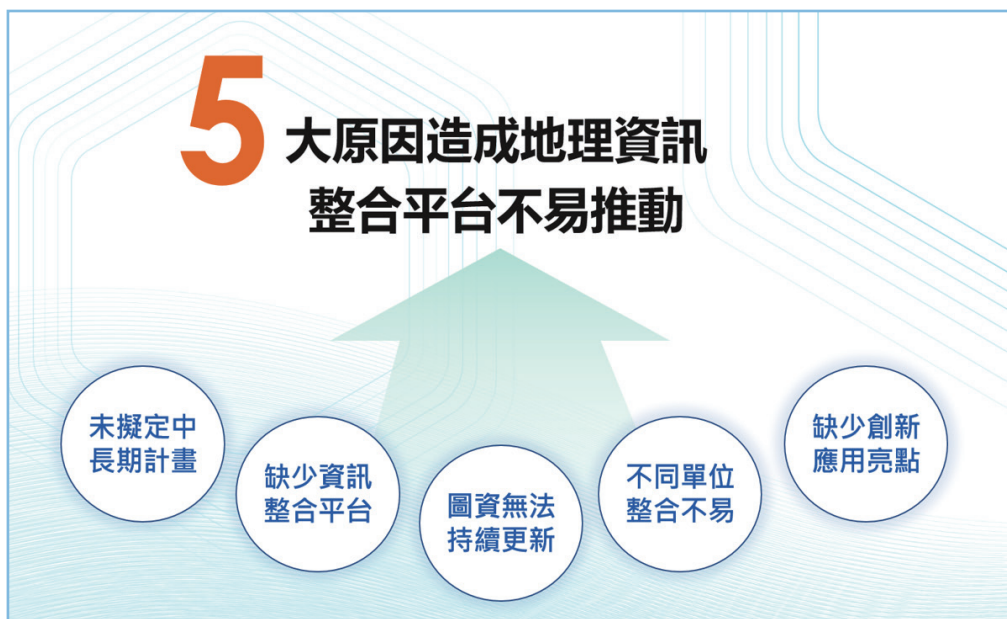 5大原因造成地理資訊
整合平台不易推動
未擬定中
長期計畫
缺少資訊
整合平台
圖資無法
持續更新
不同單位
整合不易
缺少創新
應用亮點